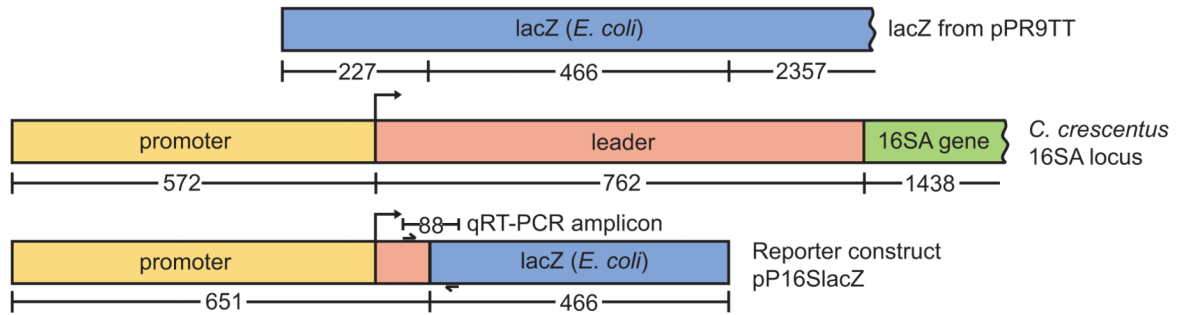 lacZ (E. coli)
lacZ from pPR9TT
227
466
2357
promoter
leader
16SA gene
C. crescentus
16SA locus
572
762
1438
88
qRT-PCR amplicon
promoter
lacZ (E. coli)
Reporter construct
pP16SlacZ
651
466